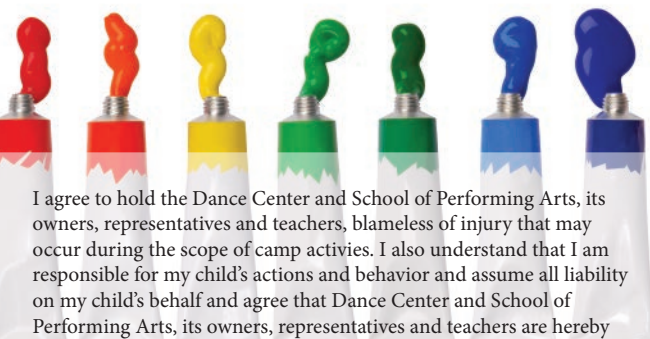 I agree to hold the Dance Center and School of Performing Arts, its
owners, representatives and teachers, blameless of injury that may
occur during the scope of camp activies. I also understand that I am
responsible for my child’s actions and behavior and assume all liability
on my child’s behalf and agree that Dance Center and School of
Performing Arts, its owners, representatives and teachers are hereby